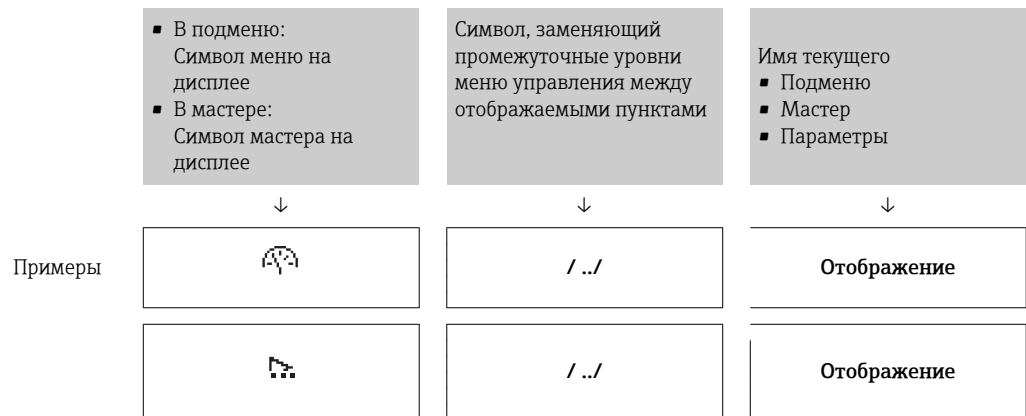 ▪ В подменю:
Символ меню на
дисплее
▪ В мастере:
Символ мастера на
дисплее
Символ, заменяющий
промежуточные уровни
меню управления между
отображаемыми пунктами
Имя текущего
▪ Подменю
▪ Мастер
▪ Параметры
↓ ↓ ↓
Примеры / ../ Отображение
/ ../ Отображение